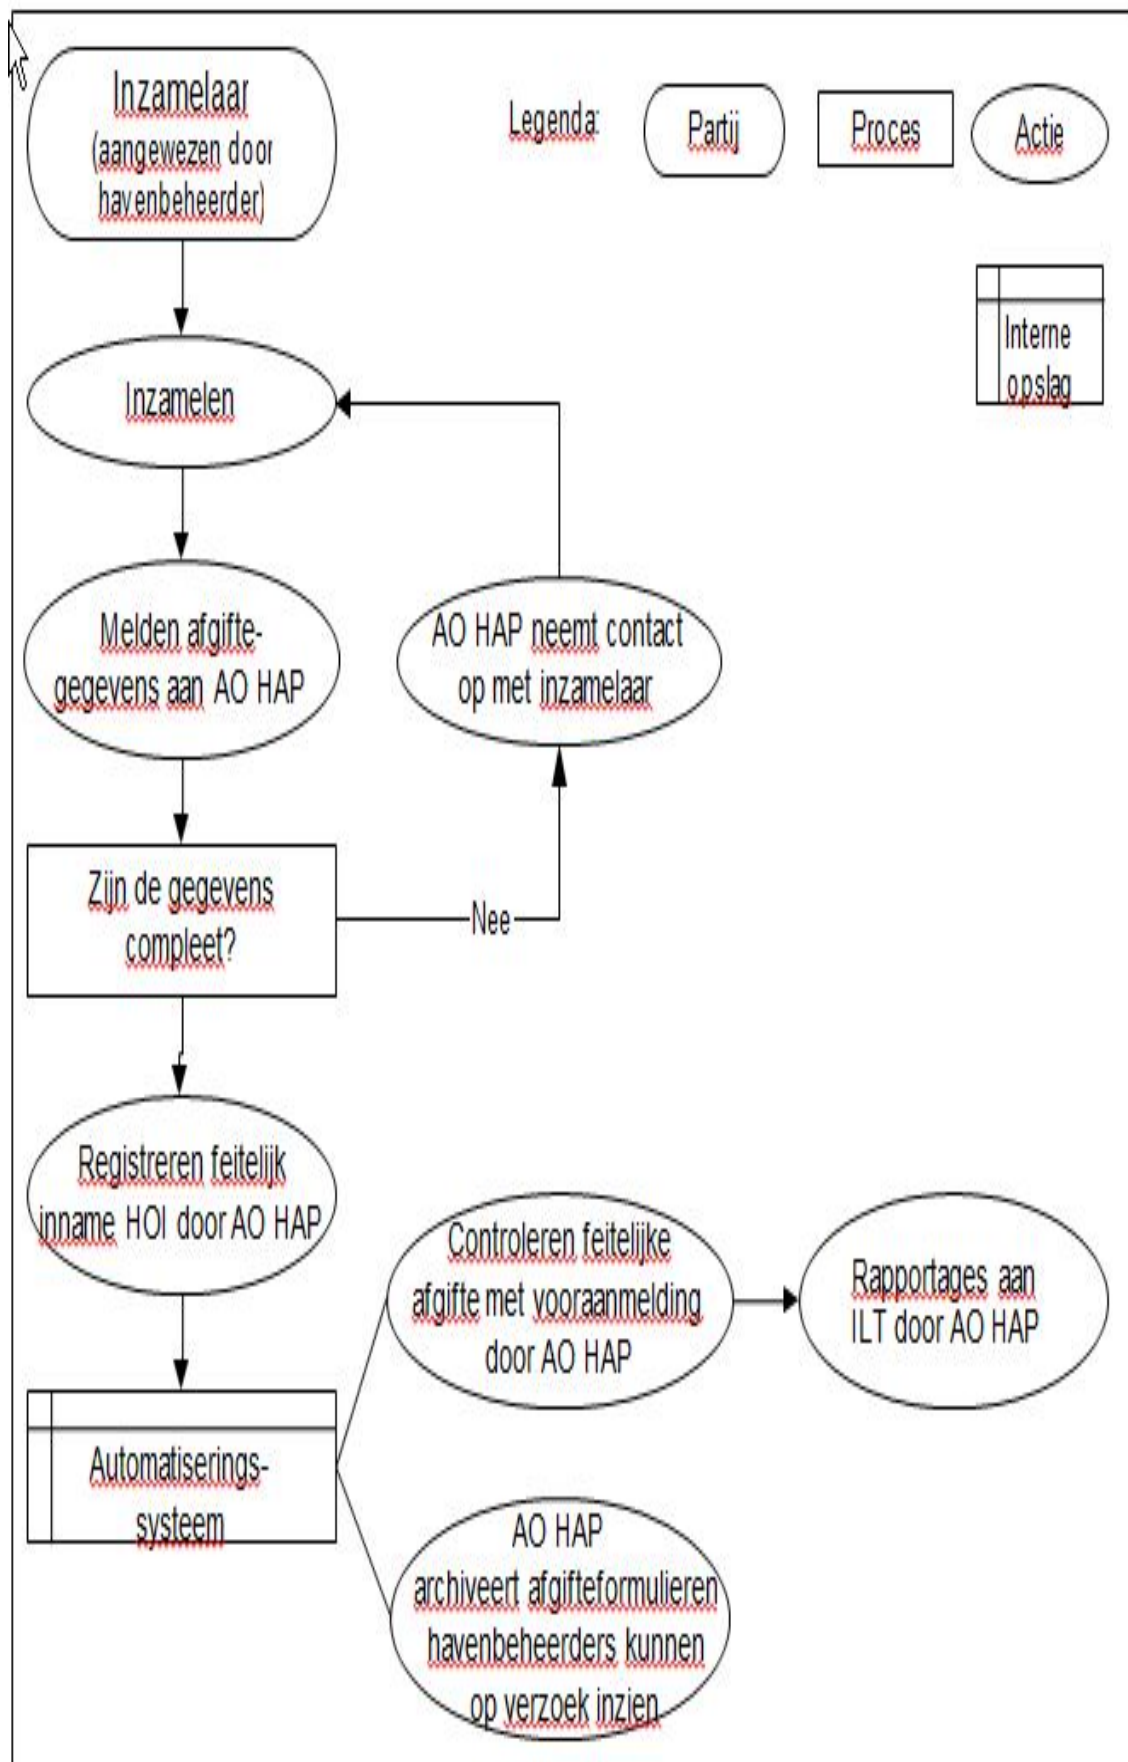 Inzamelaar
(aangewezen door
havenbeheerder)
Legenda:
Partij
Proces
Actie
Interne
opslag
Inzamelen
Melden afgifte-
gegevens aan AO HAP
AO HAP neemt contact
op met inzamelaar
Zijn de gegevens
compleet?
Nee
Registreren feitelijk
inname HOI door AO HAP
Controleren feitelijke
afgifte met vooraanmelding
door AO HAP
Rapportages aan
ILT door AO HAP
Automatiserings-
systeem
AO HAP
archiveert afgifteformulieren
havenbeheerders kunnen
op verzoek inzien